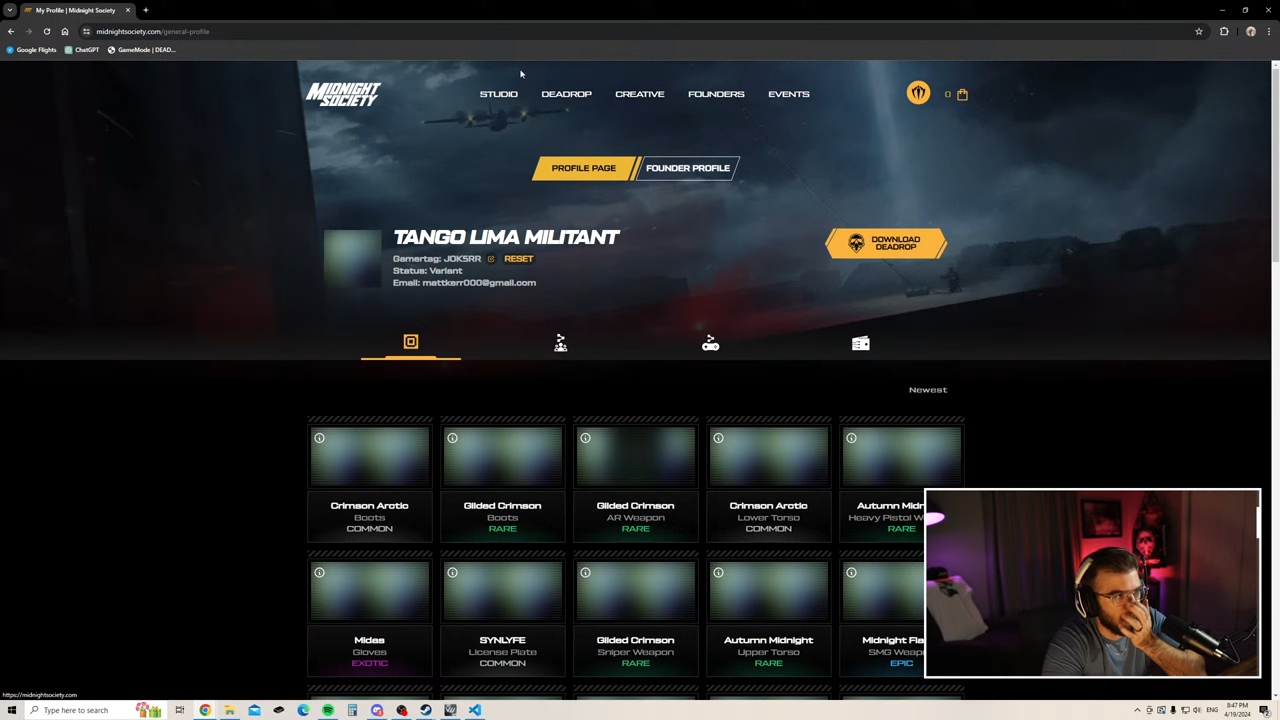 My Profile | Midnight Society
midnightsociety.com/general-profile
Google Flights
ChatGPT
GameMode | DEAD...
MIDNIGHT SOCIETY
STUDIO
DEADROP
CREATIVE
FOUNDERS
EVENTS
0
PROFILE PAGE
FOUNDER PROFILE
TANGO LIMA MILITANT
Gamertag: JOK5RR RESET
Status: Variant
Email: mattkerr000@gmail.com
DOWNLOAD
DEADROP
Newest
Crimson Arctic
Boots
COMMON
Gilded Crimson
Boots
RARE
Gilded Crimson
AR Weapon
RARE
Crimson Arctic
Lower Torso
COMMON
Autumn Midn
Heavy Pistol W
RARE
Midas
Gloves
EXOTIC
SYNLYFE
License Plate
COMMON
Gilded Crimson
Sniper Weapon
RARE
Autumn Midnight
Upper Torso
RARE
Midnight Fla
SMG Weap
EPIC
https://midnightsociety.com
Type here to search
ENG
8:47 PM
4/19/2024